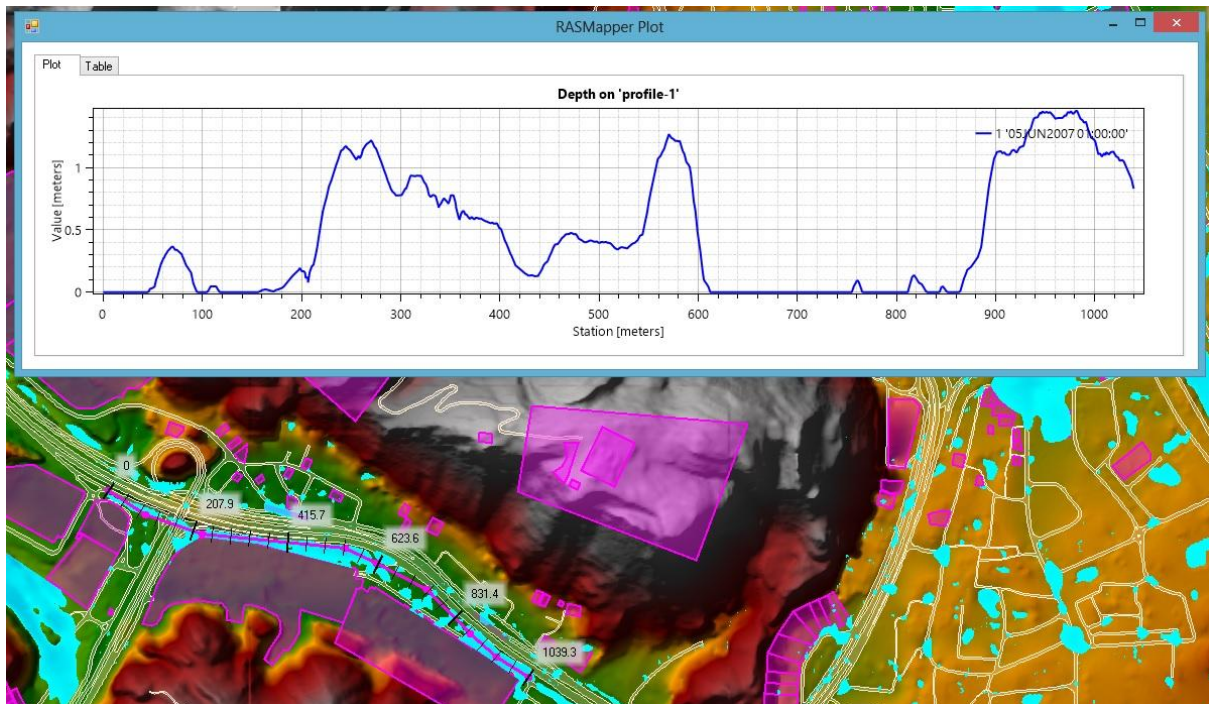 RASMapper Plot
Plot
Table
Depth on 'profile-1'
1 '05JUN2007 01:00:00'
Value [meters]
1
0.5
0
0 100 200 300 400 500 600 700 800 900 1000
Station [meters]
0
207.9
415.7
623.6
831.4
1039.3